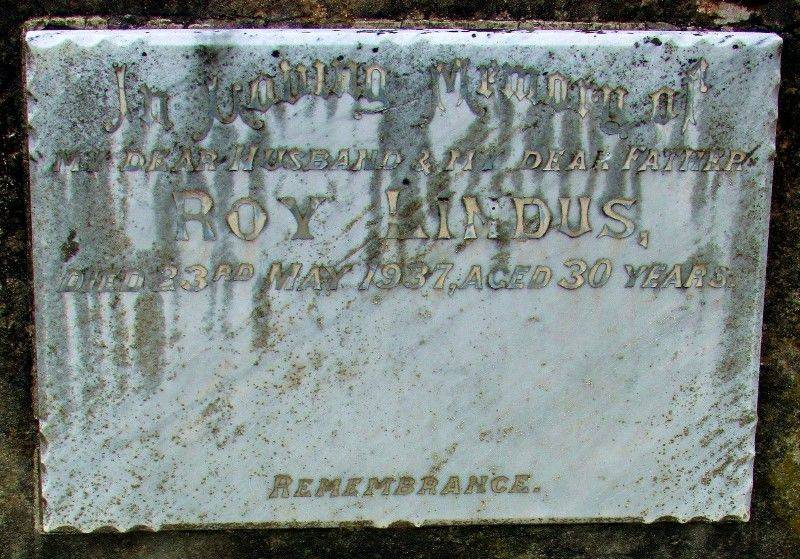 In Loving Memory of
MY DEAR HUSBAND & MY DEAR FATHER
ROY LINDUS,
DIED 23RD MAY 1937, AGED 30 YEARS.
REMEMBRANCE.